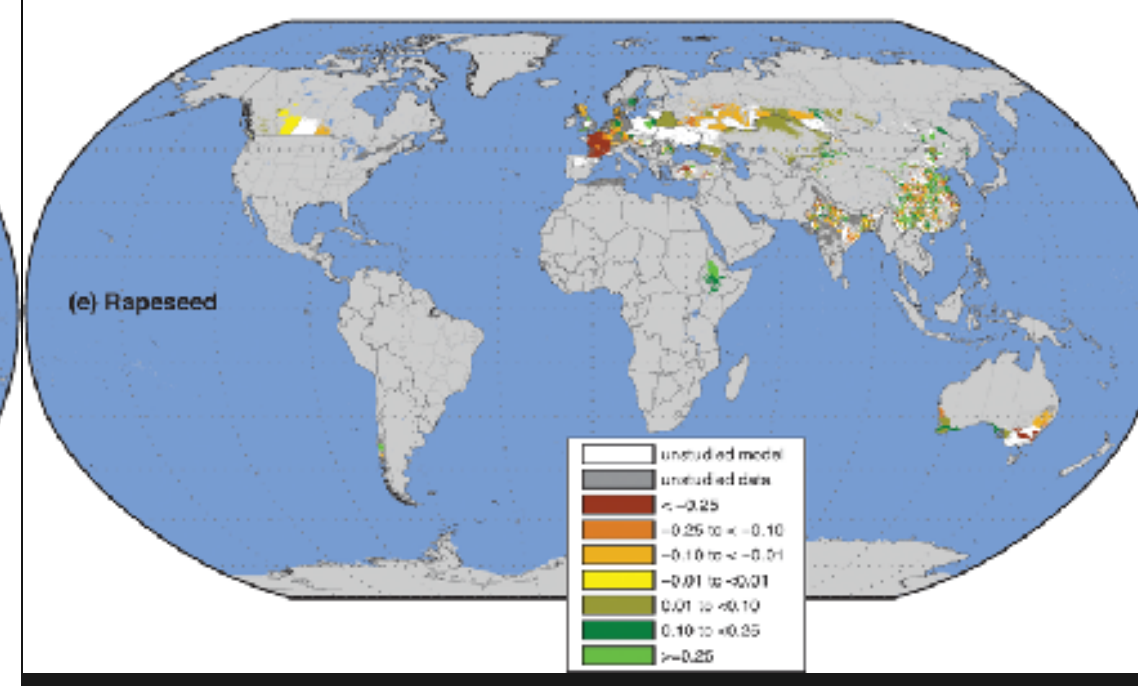 (e) Rapeseed
unstudied model
unstudied data
< −0.25
−0.25 to < −0.10
−0.10 to < −0.01
−0.01 to <0.01
0.01 to <0.10
0.10 to <0.25
>=0.25